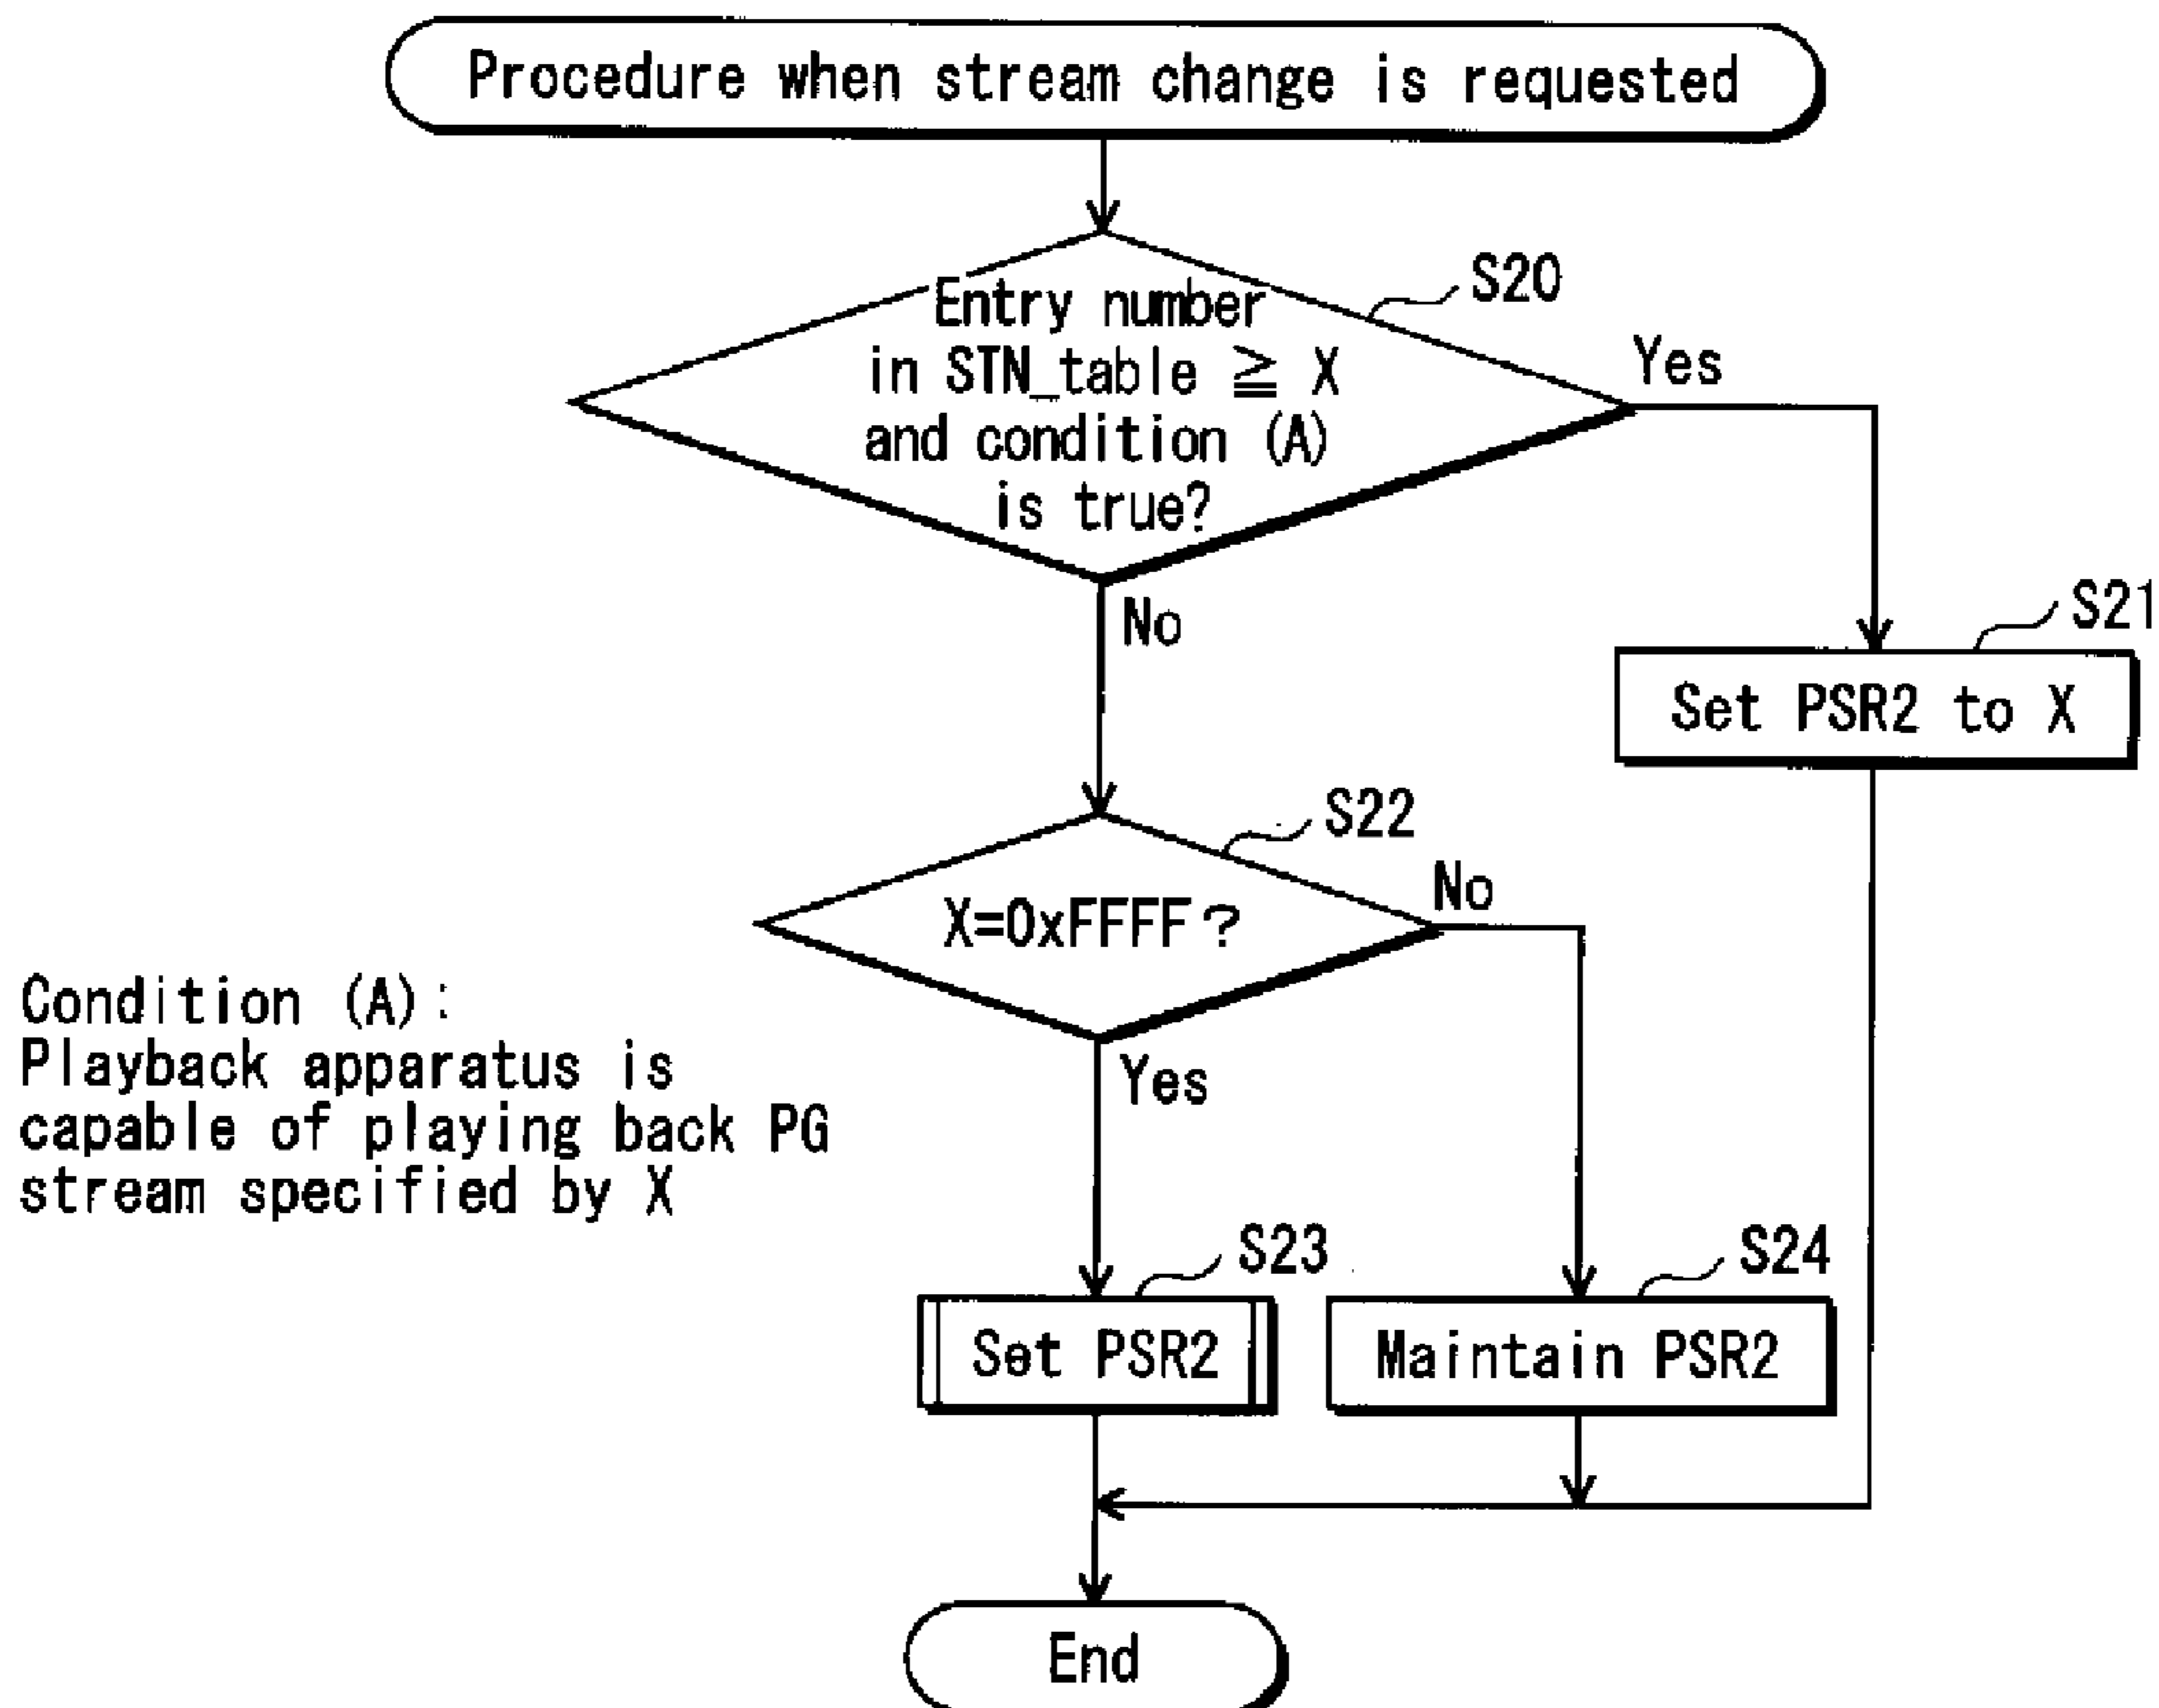 Procedure when stream change is requested
S20
Entry number
in STN_table ≧ X
and condition (A)
is true?
Yes
No
S21
Set PSR2 to X
S22
X=0xFFFF?
No
Yes
Condition (A):
Playback apparatus is
capable of playing back PG
stream specified by X
S23
Set PSR2
S24
Maintain PSR2
End